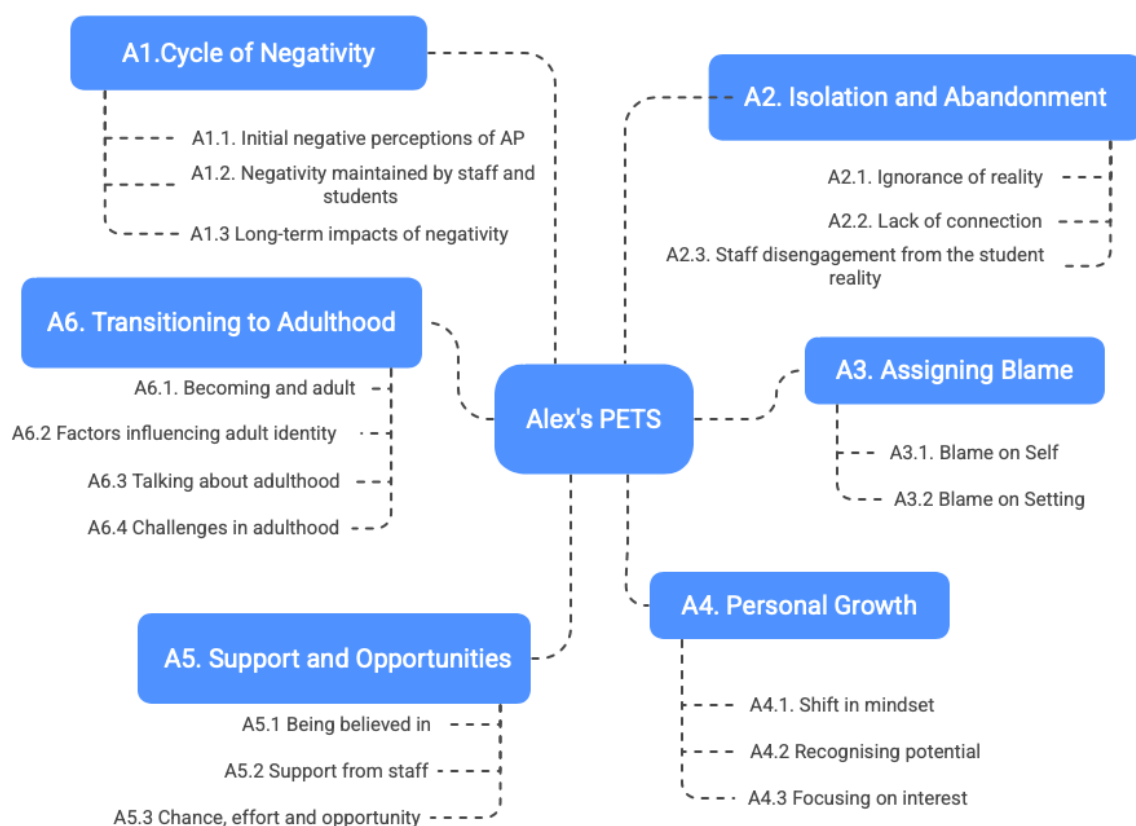 A1.Cycle of Negativity
A1.1. Initial negative perceptions of AP
A1.2. Negativity maintained by staff and
students
A1.3 Long-term impacts of negativity
A2. Isolation and Abandonment
A2.1. Ignorance of reality
A2.2. Lack of connection
A2.3. Staff disengagement from the student
reality
A6. Transitioning to Adulthood
A6.1. Becoming and adult
A6.2 Factors influencing adult identity
A6.3 Talking about adulthood
A6.4 Challenges in adulthood
Alex's PETS
A3. Assigning Blame
A3.1. Blame on Self
A3.2 Blame on Setting
A5. Support and Opportunities
A5.1 Being believed in
A5.2 Support from staff
A5.3 Chance, effort and opportunity
A4. Personal Growth
A4.1. Shift in mindset
A4.2 Recognising potential
A4.3 Focusing on interest